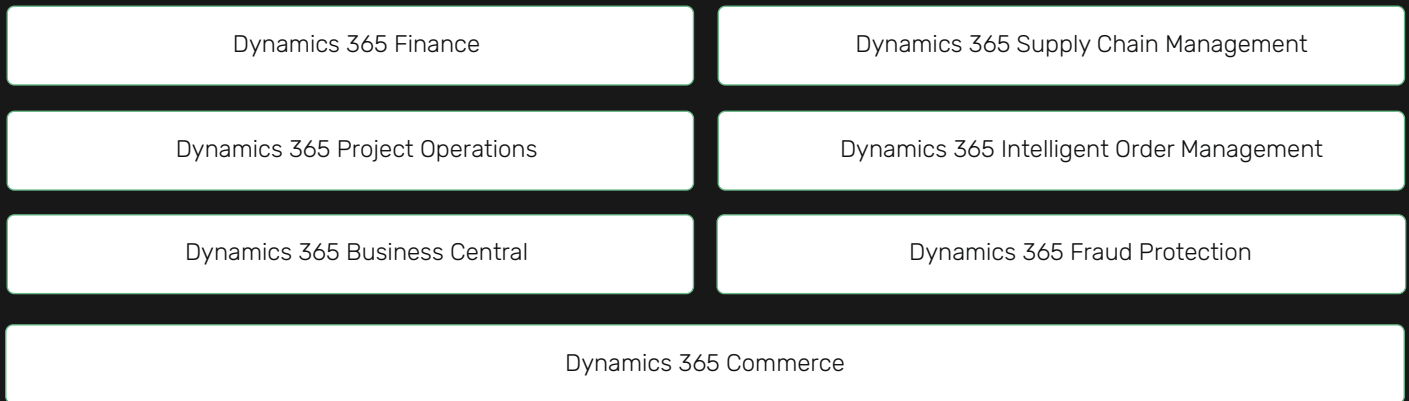 Dynamics 365 Finance
Dynamics 365 Supply Chain Management
Dynamics 365 Project Operations
Dynamics 365 Intelligent Order Management
Dynamics 365 Business Central
Dynamics 365 Fraud Protection
Dynamics 365 Commerce